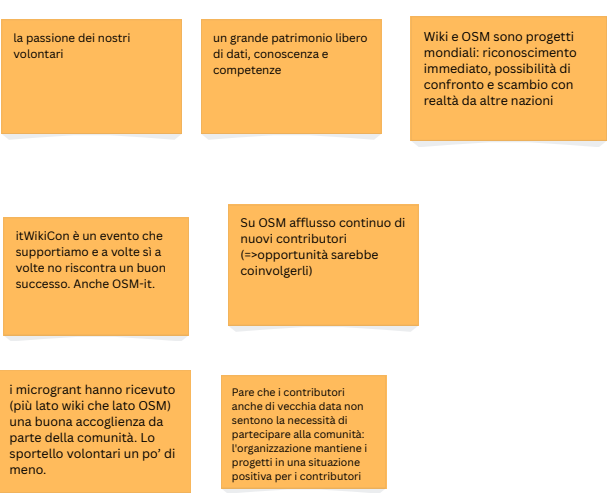 la passione dei nostri
volontari
un grande patrimonio libero
di dati, conoscenza e
competenze
Wiki e OSM sono progetti
mondiali: riconoscimento
immediato, possibilità di
confronto e scambio con
realtà da altre nazioni
itWikiCon è un evento che
supportiamo e a volte sì a
volte no riscontra un buon
successo. Anche OSM-it.
Su OSM afflusso continuo di
nuovi contributori
(=>opportunità sarebbe
coinvolgerli)
i microgrant hanno ricevuto
(più lato wiki che lato OSM)
una buona accoglienza da
parte della comunità. Lo
sportello volontari un po' di
meno.
Pare che i contributori
anche di vecchia data non
sentono la necessità di
partecipare alla comunità:
l'organizzazione mantiene i
progetti in una situazione
positiva per i contributori